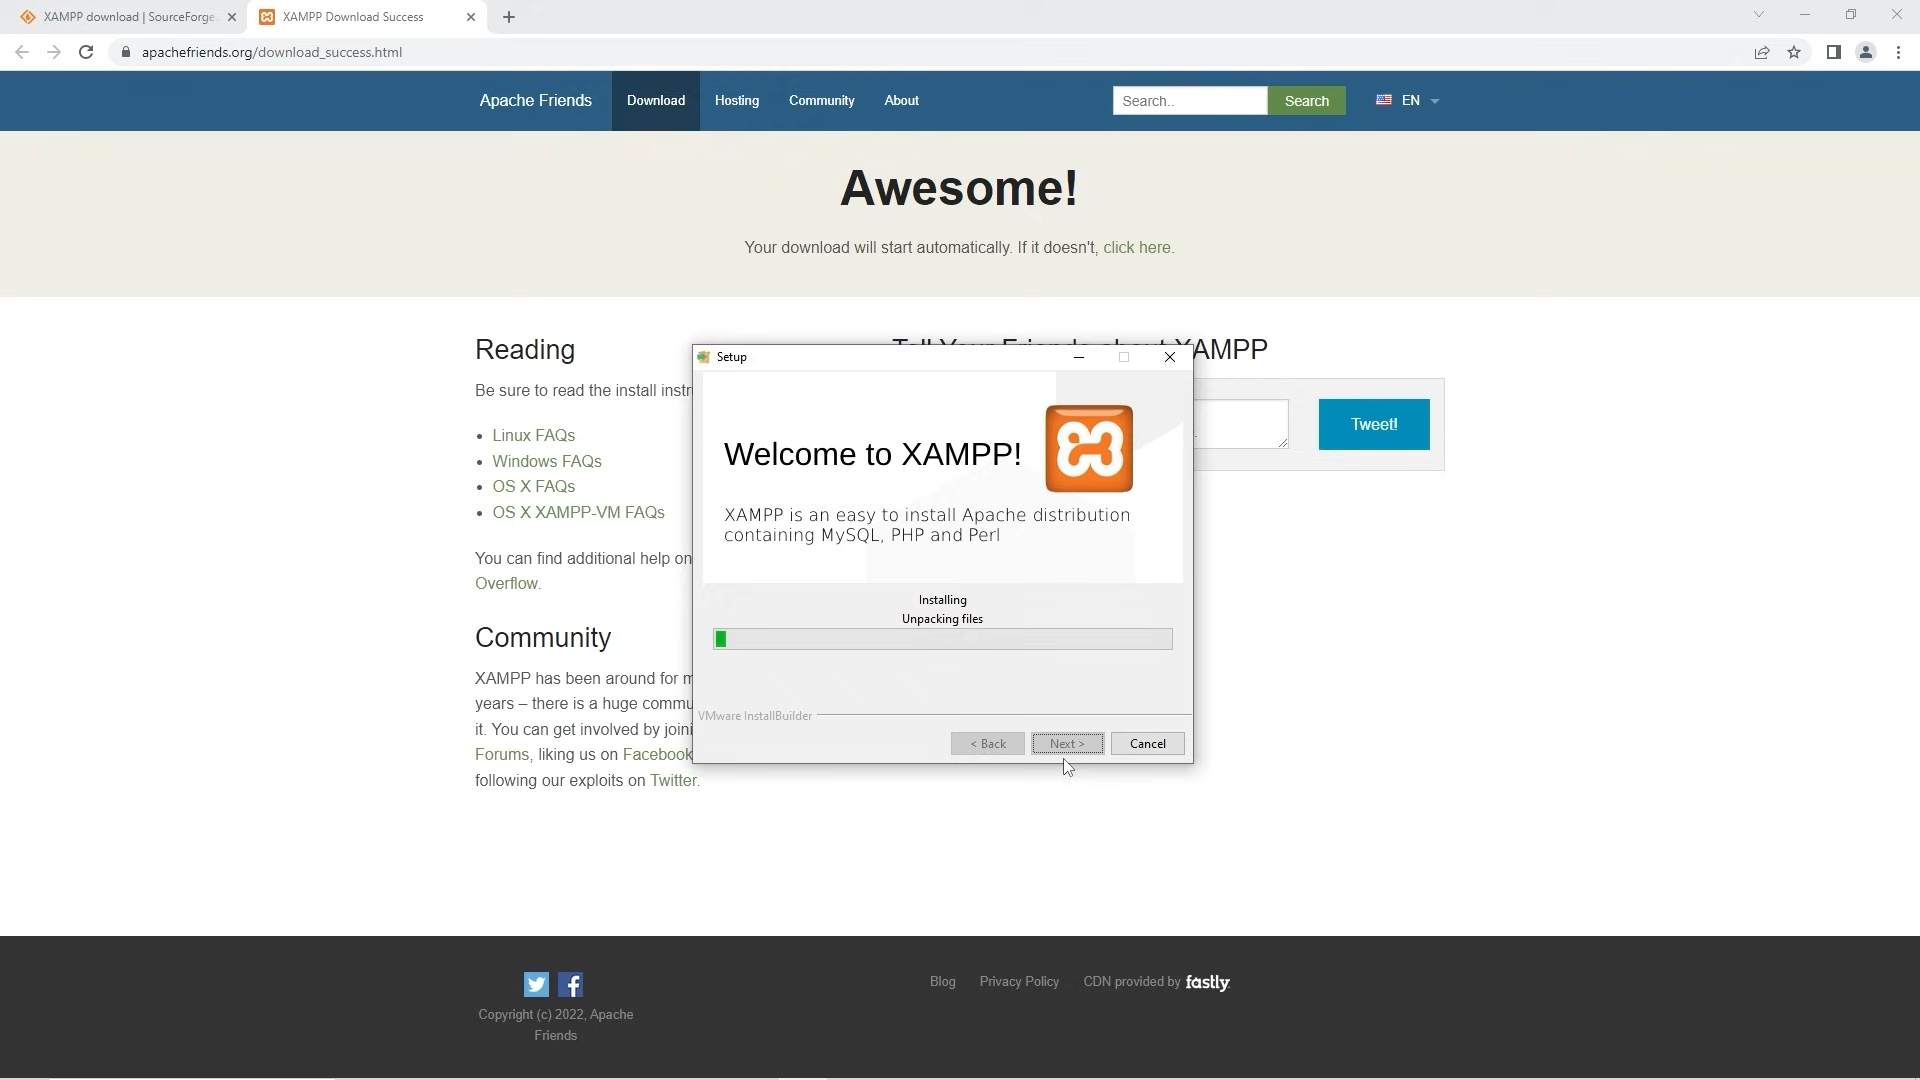 XAMPP download | SourceForge.
XAMPP Download Success
apachefriends.org/download_success.html
Apache Friends
Download
Hosting
Community
About
Search..
Search
EN
Awesome!
Your download will start automatically. If it doesn't, click here.
Reading
XAMPP
Be sure to read the install instr
Linux FAQs
Windows FAQs
OS X FAQs
OS X XAMPP-VM FAQs
Tweet!
You can find additional help on
Overflow.
Community
XAMPP has been around for m
years – there is a huge commu
it. You can get involved by joini
Forums, liking us on Facebook
following our exploits on Twitter.
Setup
Welcome to XAMPP!
XAMPP is an easy to install Apache distribution
containing MySQL, PHP and Perl
Installing
Unpacking files
VMware InstallBuilder
< Back
Next >
Cancel
Blog
Privacy Policy
CDN provided by fastly.
Copyright (c) 2022, Apache
Friends